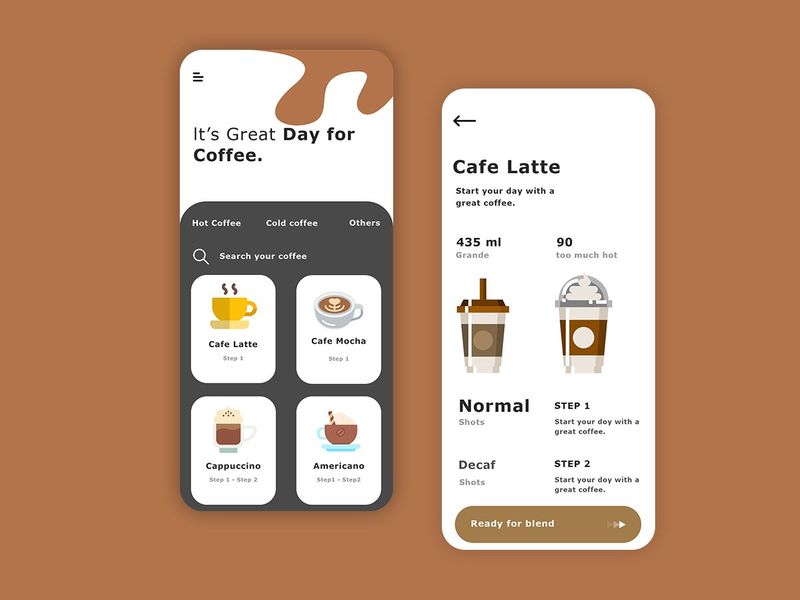 It’s Great Day for
Coffee.
Hot Coffee
Cold coffee
Others
Search your coffee
Cafe Latte
Step 1
Cafe Mocha
Step 1
Cappuccino
Step 1 - Step 2
Americano
Step1 - Step2
Cafe Latte
Start your day with a
great coffee.
435 ml
Grande
90
too much hot
Normal
Shots
STEP 1
Start your doy with a
great coffee.
Decaf
Shots
STEP 2
Start your doy with a
great coffee.
Ready for blend